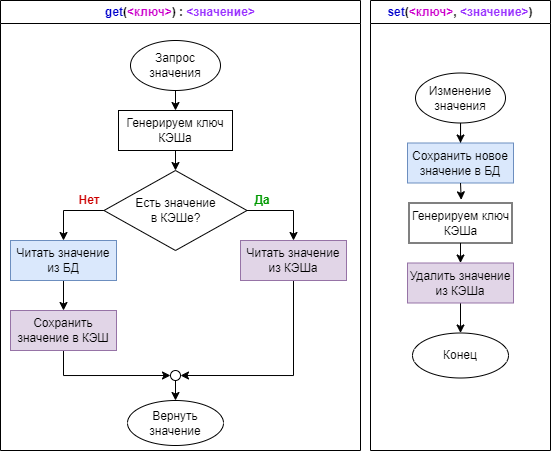 get(<ключ>) : <значение>
Запрос
значения
Генерируем ключ
КЭШа
Есть значение
в КЭШе?
Нет
Да
Читать значение
из БД
Читать значение
из КЭШа
Сохранить
значение в КЭШ
Вернуть
значение
set(<ключ>, <значение>)
Изменение
значения
Сохранить новое
значение в БД
Генерируем ключ
КЭШа
Удалить значение
из КЭШа
Конец